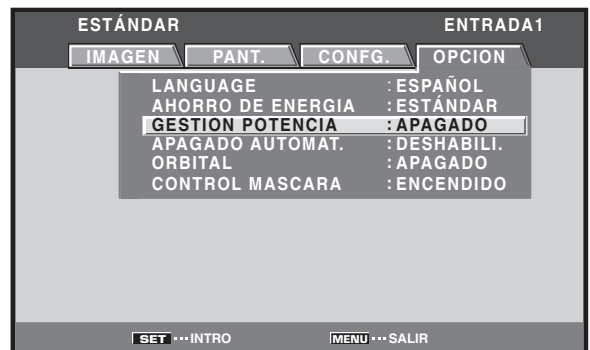 ESTÁNDAR ENTRADA1
IMAGEN PANT. CONFG. OPCION
LANGUAGE : ESPAÑOL
AHORRO DE ENERGIA : ESTÁNDAR
GESTION POTENCIA : APAGADO
APAGADO AUTOMAT. : DESHABILI.
ORBITAL : APAGADO
CONTROL MASCARA : ENCENDIDO
SET ··· INTRO MENU ··· SALIR